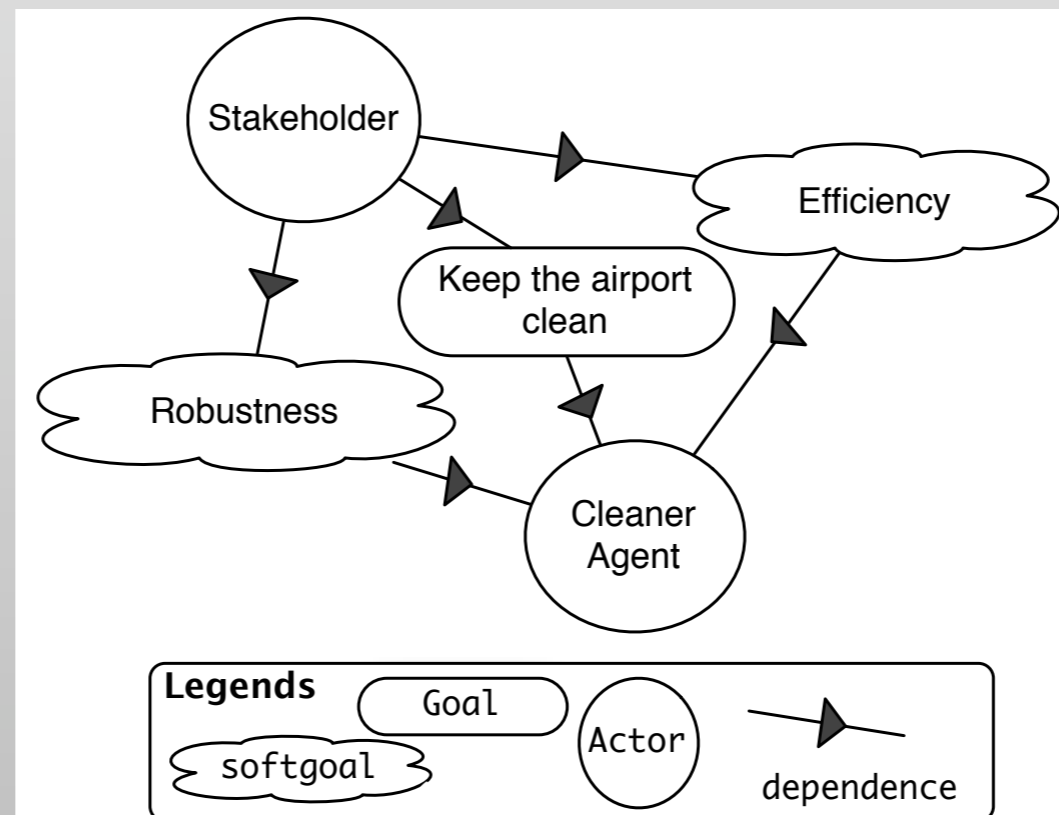 Stakeholder
Efficiency
Keep the airport
clean
Robustness
Cleaner
Agent
Legends
Goal
Actor
softgoal
dependence